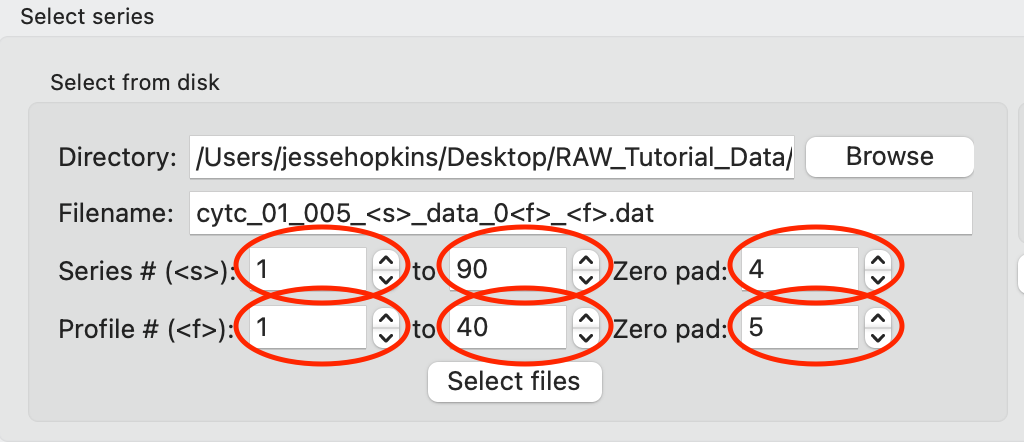 Select series
Select from disk
Directory: /Users/jessehopkins/Desktop/RAW_Tutorial_Data/ Browse
Filename: cytc_01_005_<s>_data_0<f>_<f>.dat
Series # (<s>): 1 to 90 Zero pad: 4
Profile # (<f>): 1 to 40 Zero pad: 5
Select files